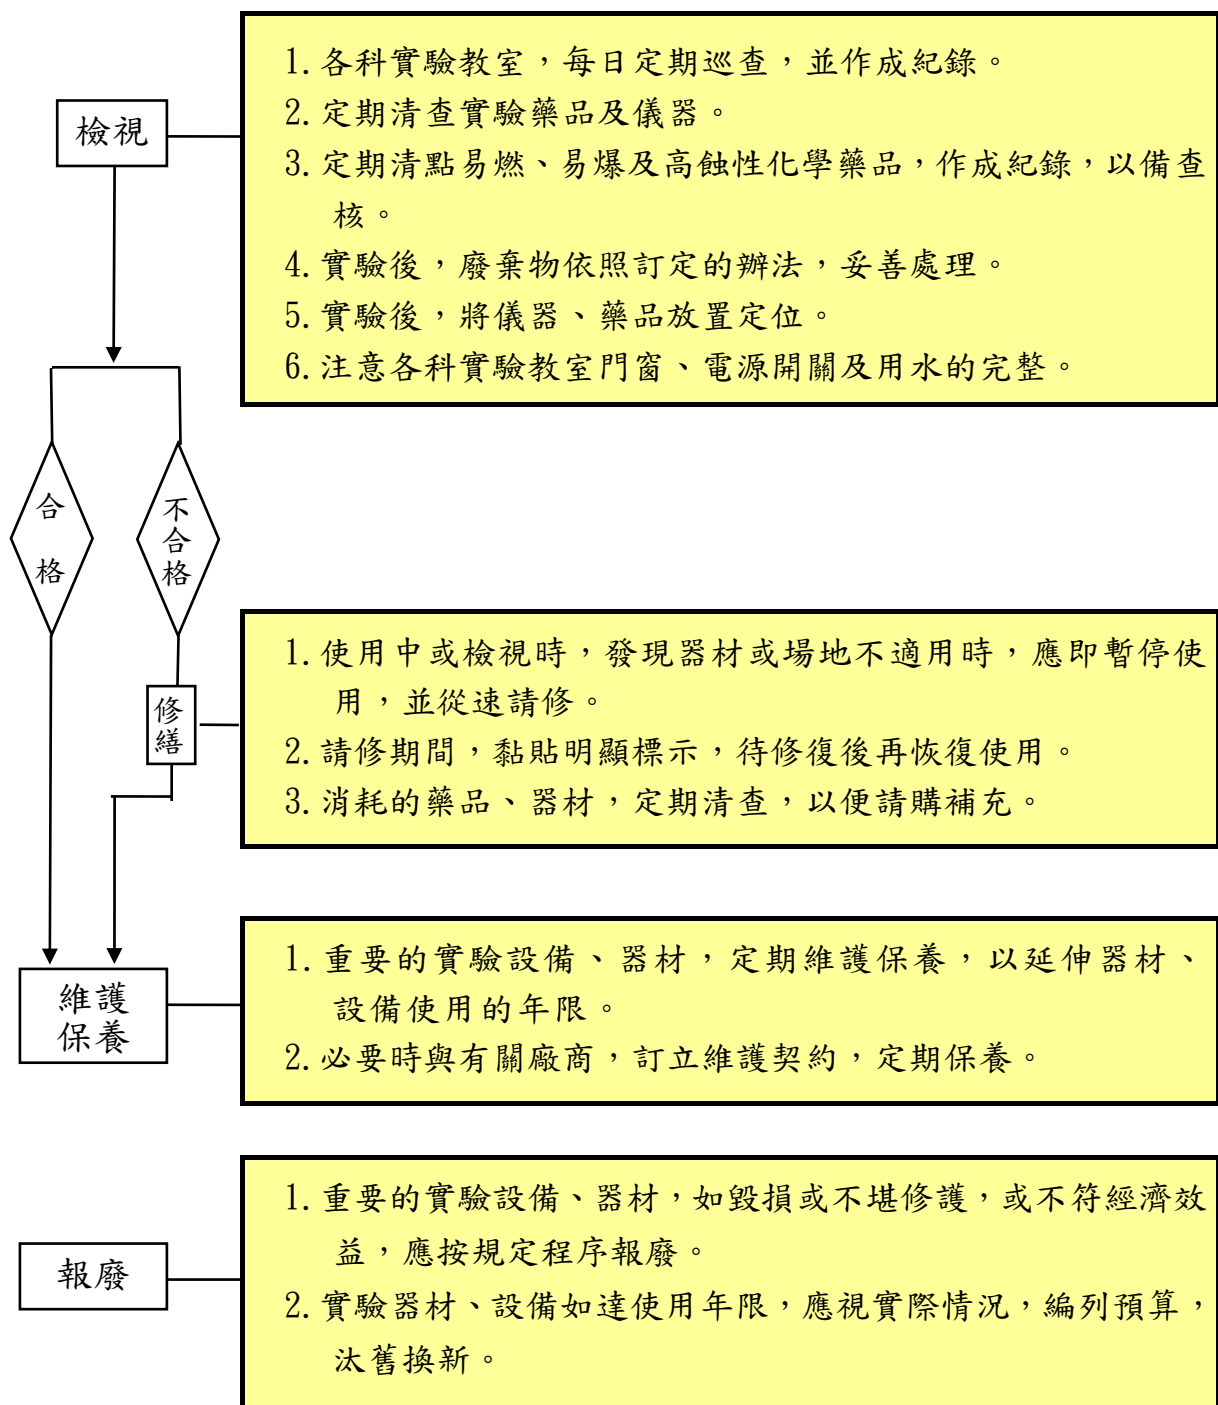 檢視
1.各科實驗教室，每日定期巡查，並作成紀錄。
2.定期清查實驗藥品及儀器。
3.定期清點易燃、易爆及高蝕性化學藥品，作成紀錄，以備查
核。
4.實驗後，廢棄物依照訂定的辦法，妥善處理。
5.實驗後，將儀器、藥品放置定位。
6.注意各科實驗教室門窗、電源開關及用水的完整。
合格
不合格
修繕
1.使用中或檢視時，發現器材或場地不適用時，應即暫停使
用，並從速請修。
2.請修期間，黏貼明顯標示，待修復後再恢復使用。
3.消耗的藥品、器材，定期清查，以便請購補充。
維護
保養
1.重要的實驗設備、器材，定期維護保養，以延伸器材、
設備使用的年限。
2.必要時與有關廠商，訂立維護契約，定期保養。
報廢
1.重要的實驗設備、器材，如毀損或不堪修護，或不符經濟效
益，應按規定程序報廢。
2.實驗器材、設備如達使用年限，應視實際情況，編列預算，
汰舊換新。